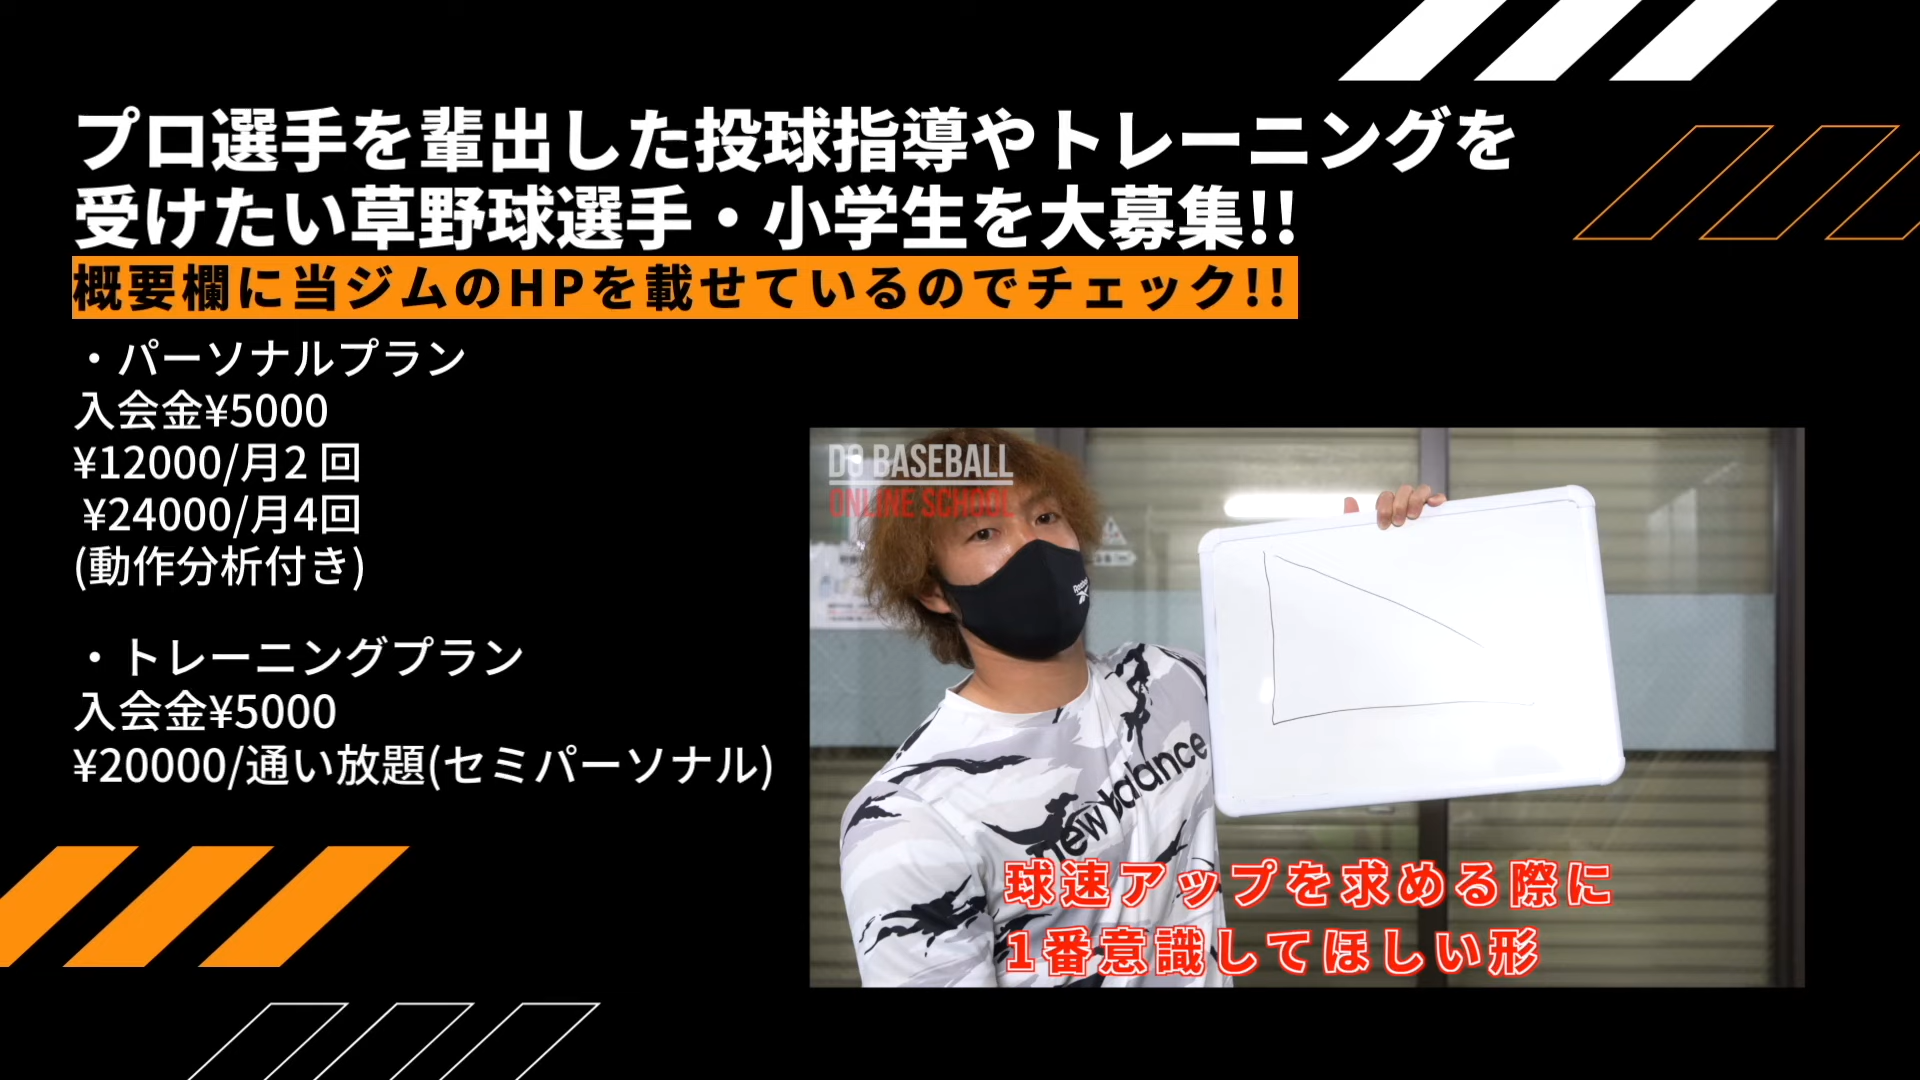 プロ選手を輩出した投球指導やトレーニングを
受けたい草野球選手・小学生を大募集!!
概要欄に当ジムのHPを載せているのでチェック!!
・パーソナルプラン
入会金¥5000
¥12000/月2 回
¥24000/月4回
(動作分析付き)
・トレーニングプラン
入会金¥5000
¥20000/通い放題(セミパーソナル)
DS BASEBALL
ONLINE SCHOOL
Reebok
new balance
球速アップを求める際に
1番意識してほしい形